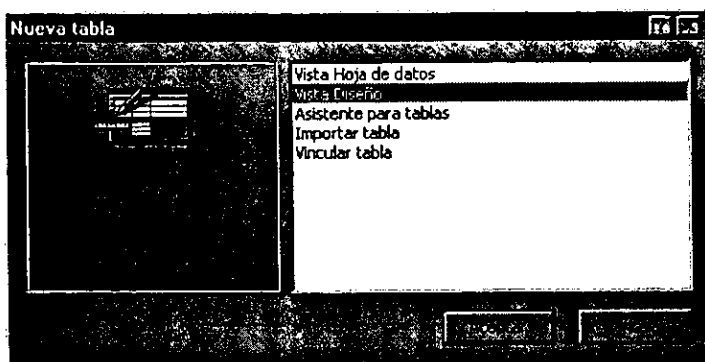 Nueva tabla
Vista Hoja de datos
Vista Diseño
Asistente para tablas
Importar tabla
Vincular tabla